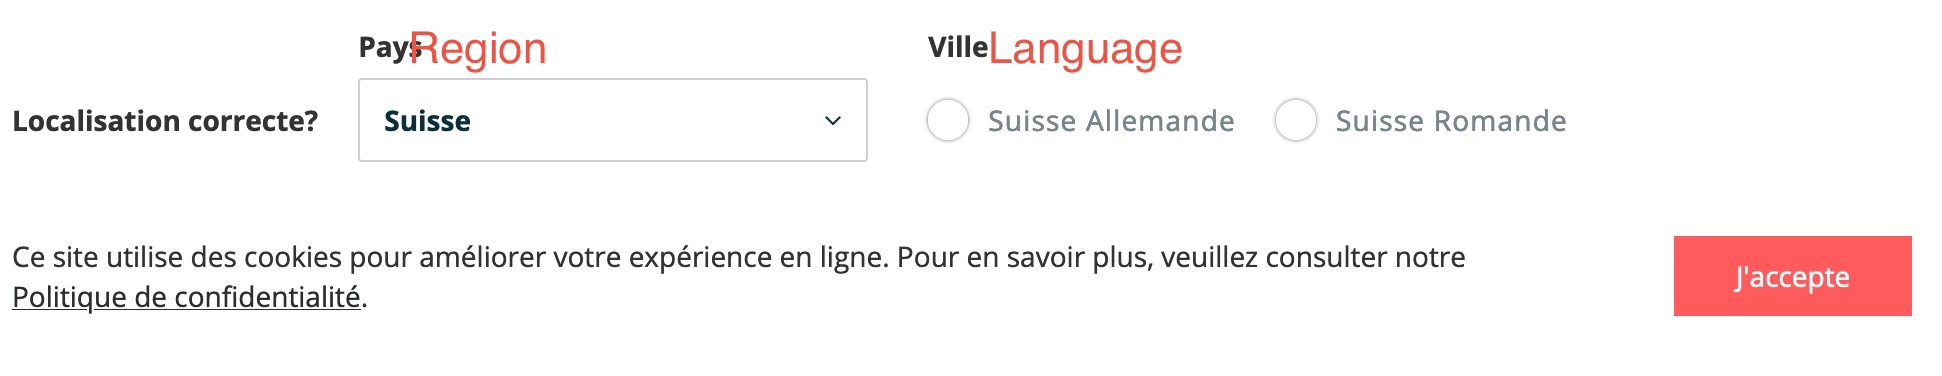 Pays Region
Ville Language
Localisation correcte?
Suisse
Suisse Allemande
Suisse Romande
Ce site utilise des cookies pour améliorer votre expérience en ligne. Pour en savoir plus, veuillez consulter notre
Politique de confidentialité.
J'accepte